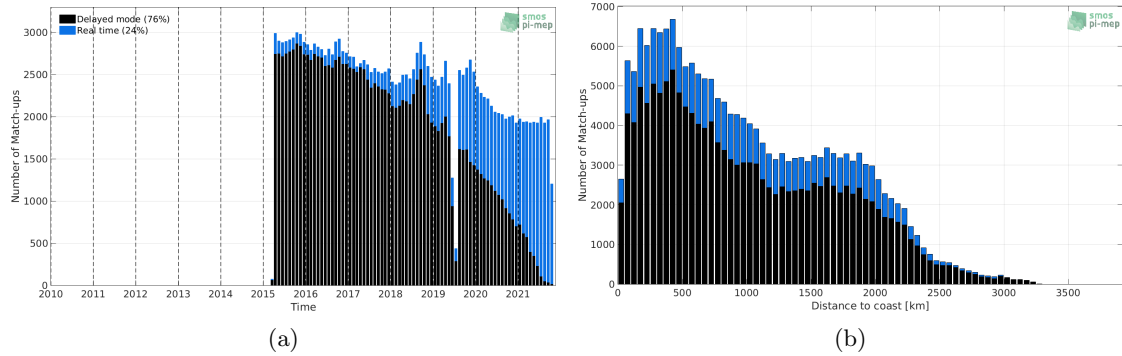 Delayed mode (76%)
Real time (24%)
smos
pi-mep
3000
2500
2000
1500
1000
500
0
Number of Match-ups
2010 2011 2012 2013 2014 2015 2016 2017 2018 2019 2020 2021
Time
(a)
smos
pi-mep
7000
6000
5000
4000
3000
2000
1000
0
Number of Match-ups
0 500 1000 1500 2000 2500 3000 3500
Distance to coast [km]
(b)